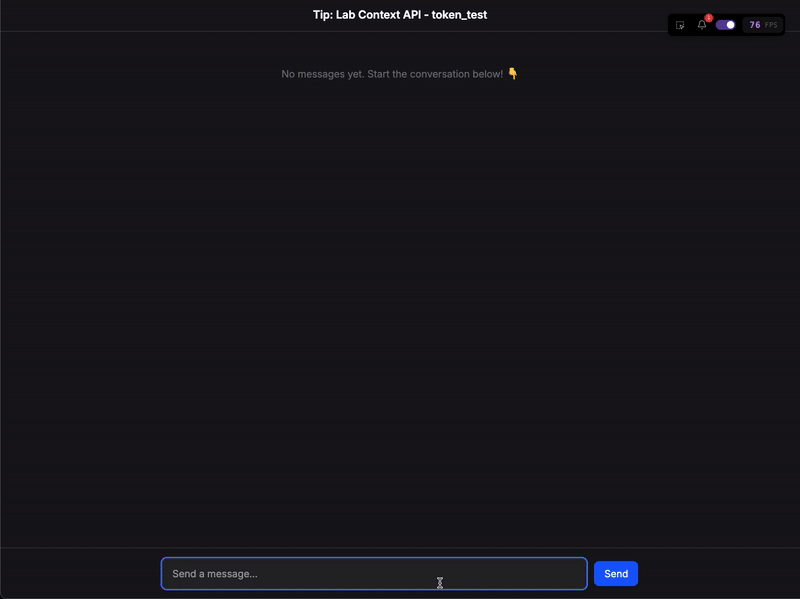 Tip: Lab Context API - token_test
1
76 FPS
No messages yet. Start the conversation below! 👇
Send a message...
Send